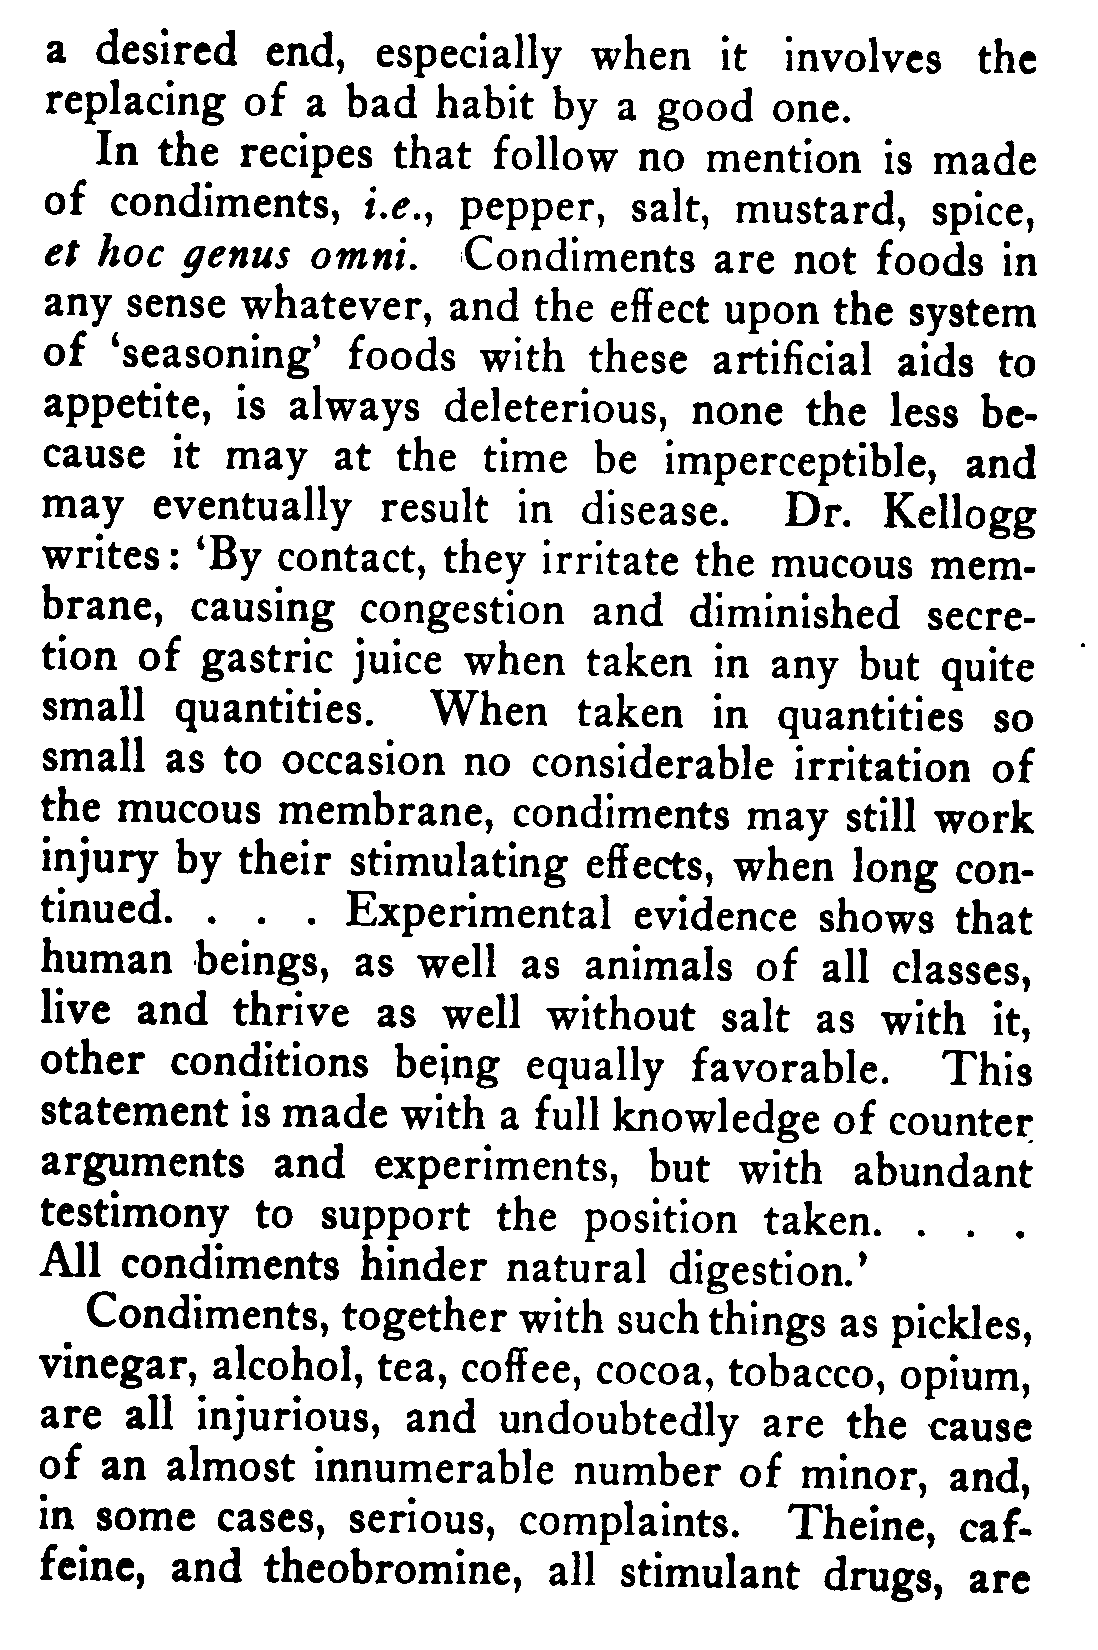 a desired end, especially when it involves the
replacing of a bad habit by a good one.
In the recipes that follow no mention is made
of condiments, i.e., pepper, salt, mustard, spice,
et hoc genus omni. Condiments are not foods in
any sense whatever, and the effect upon the system
of ‘seasoning’ foods with these artificial aids to
appetite, is always deleterious, none the less be-
cause it may at the time be imperceptible, and
may eventually result in disease. Dr. Kellogg
writes: ‘By contact, they irritate the mucous mem-
brane, causing congestion and diminished secre-
tion of gastric juice when taken in any but quite
small quantities. When taken in quantities so
small as to occasion no considerable irritation of
the mucous membrane, condiments may still work
injury by their stimulating effects, when long con-
tinued. . . . Experimental evidence shows that
human beings, as well as animals of all classes,
live and thrive as well without salt as with it,
other conditions being equally favorable. This
statement is made with a full knowledge of counter
arguments and experiments, but with abundant
testimony to support the position taken. . . .
All condiments hinder natural digestion.’
Condiments, together with such things as pickles,
vinegar, alcohol, tea, coffee, cocoa, tobacco, opium,
are all injurious, and undoubtedly are the cause
of an almost innumerable number of minor, and,
in some cases, serious, complaints. Theine, caf-
feine, and theobromine, all stimulant drugs, are